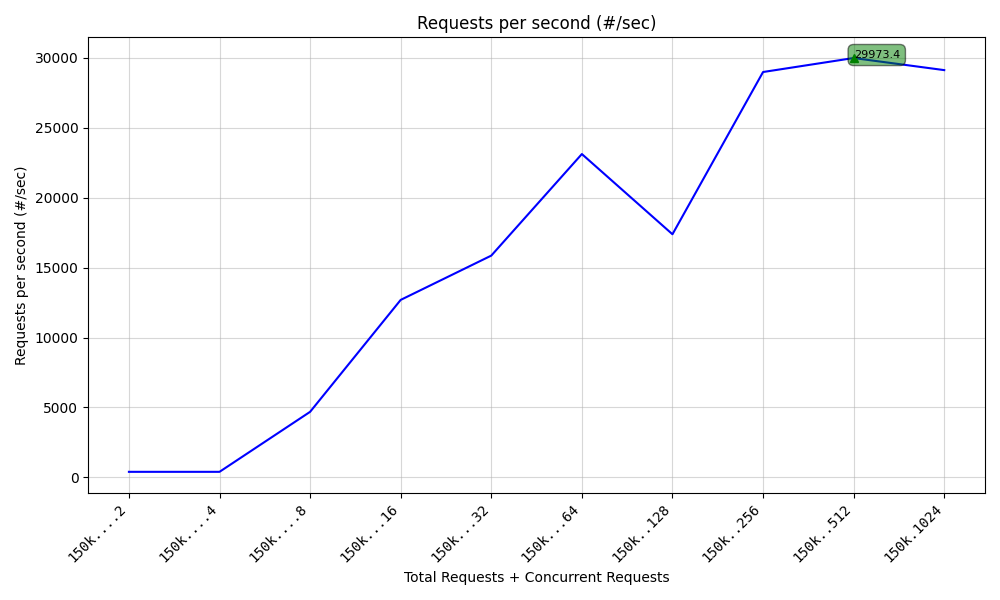 Requests per second (#/sec)
Requests per second (#/sec)
30000
25000
20000
15000
10000
5000
0
29973.4
150k....2
150k....4
150k....8
150k...16
150k...32
150k...64
150k..128
150k..256
150k..512
150k.1024
Total Requests + Concurrent Requests